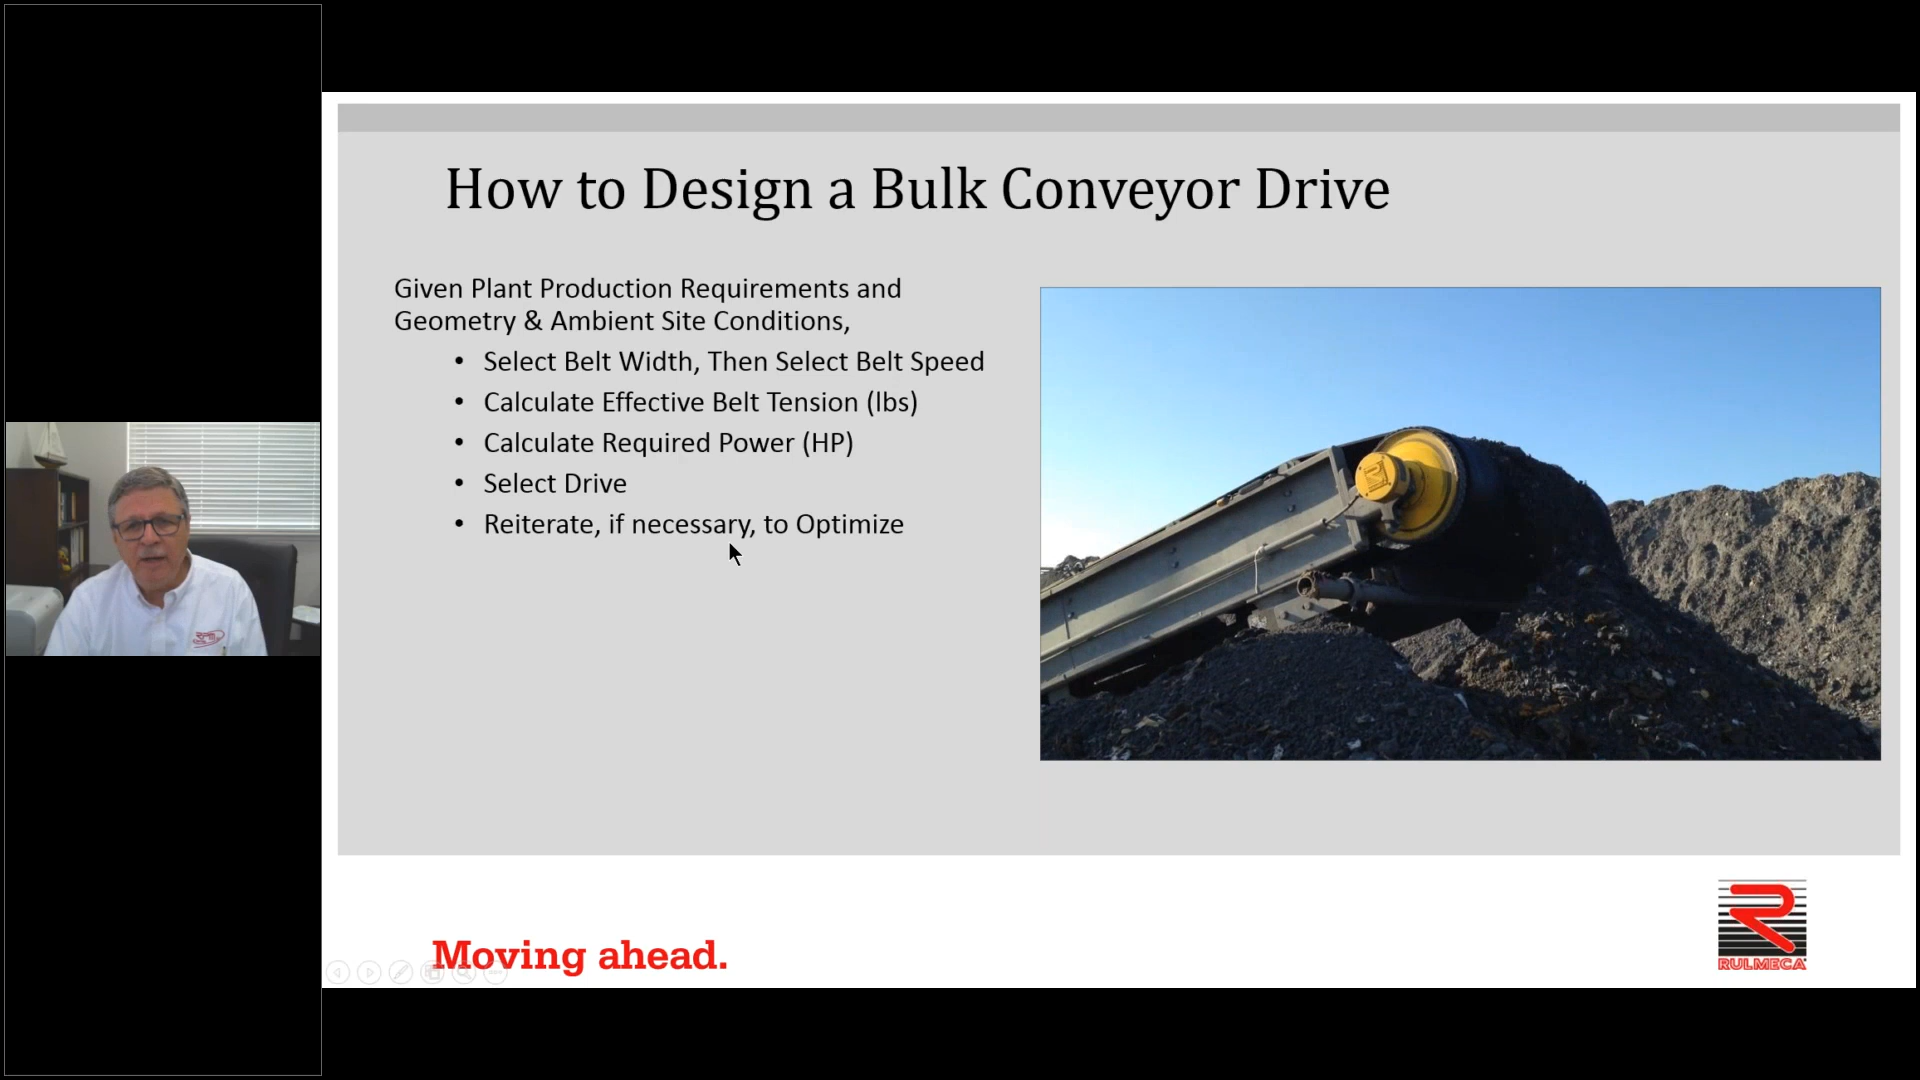 How to Design a Bulk Conveyor Drive
Given Plant Production Requirements and
Geometry & Ambient Site Conditions,
• Select Belt Width, Then Select Belt Speed
• Calculate Effective Belt Tension (lbs)
• Calculate Required Power (HP)
• Select Drive
• Reiterate, if necessary, to Optimize
Moving ahead.
RULMECA